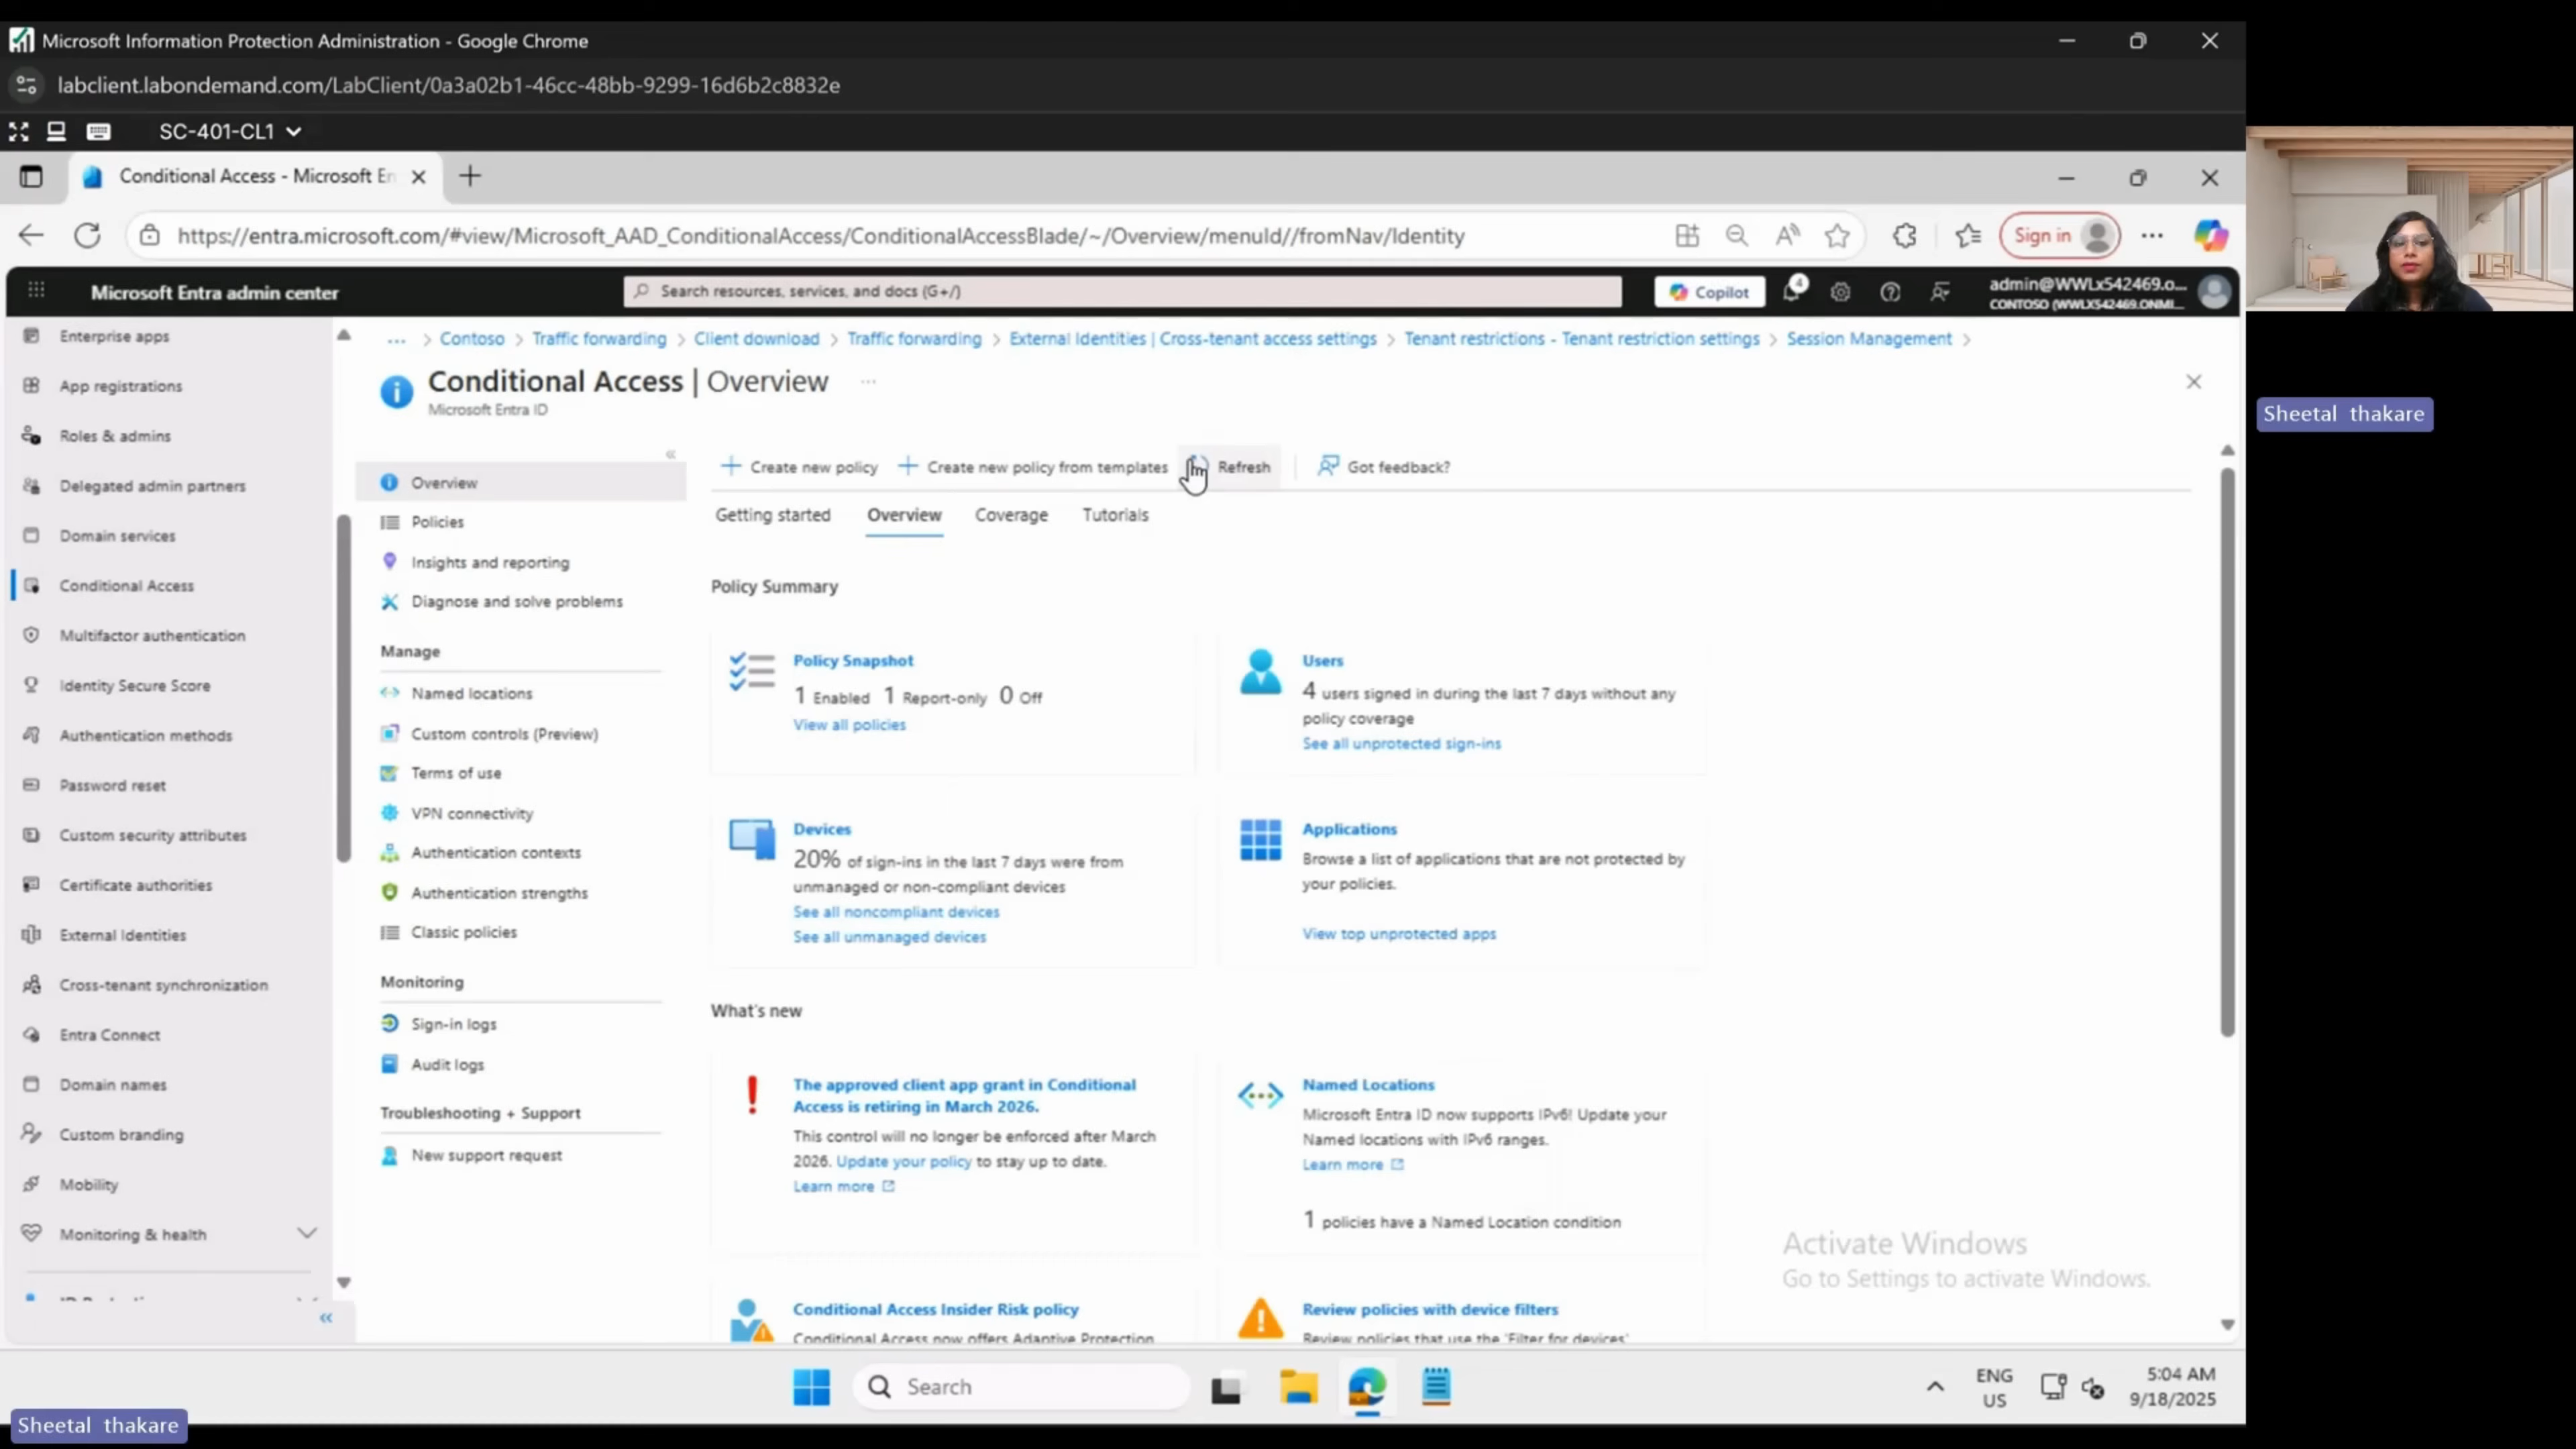 Microsoft Information Protection Administration - Google Chrome
labclient.labondemand.com/LabClient/0a3a02b1-46cc-48bb-9299-16d6b2c8832e
SC-401-CL1
Conditional Access - Microsoft En
https://entra.microsoft.com/#view/Microsoft_AAD_ConditionalAccess/ConditionalAccessBlade/~/Overview/menuId//fromNav/Identity
Sign in
Microsoft Entra admin center
Search resources, services, and docs (G+/)
Copilot
4
admin@WWLx542469.o...
CONTOSO (WWLX542469.ONMI...
Enterprise apps
App registrations
Roles & admins
Delegated admin partners
Domain services
Conditional Access
Multifactor authentication
Identity Secure Score
Authentication methods
Password reset
Custom security attributes
Certificate authorities
External Identities
Cross-tenant synchronization
Entra Connect
Domain names
Custom branding
Mobility
Monitoring & health
... > Contoso > Traffic forwarding > Client download > Traffic forwarding > External Identities | Cross-tenant access settings > Tenant restrictions - Tenant restriction settings > Session Management >
Conditional Access | Overview ...
Microsoft Entra ID
Overview
Policies
Insights and reporting
Diagnose and solve problems
Manage
Named locations
Custom controls (Preview)
Terms of use
VPN connectivity
Authentication contexts
Authentication strengths
Classic policies
Monitoring
Sign-in logs
Audit logs
Troubleshooting + Support
New support request
Create new policy
Create new policy from templates
Refresh
Got feedback?
Getting started
Overview
Coverage
Tutorials
Policy Summary
Policy Snapshot
1 Enabled 1 Report-only 0 Off
View all policies
Users
4 users signed in during the last 7 days without any
policy coverage
See all unprotected sign-ins
Devices
20% of sign-ins in the last 7 days were from
unmanaged or non-compliant devices
See all noncompliant devices
See all unmanaged devices
Applications
Browse a list of applications that are not protected by
your policies.
View top unprotected apps
What's new
The approved client app grant in Conditional
Access is retiring in March 2026.
This control will no longer be enforced after March
2026. Update your policy to stay up to date.
Learn more
Named Locations
Microsoft Entra ID now supports IPv6! Update your
Named locations with IPv6 ranges.
Learn more
1 policies have a Named Location condition
Conditional Access Insider Risk policy
Conditional Access now offers Adaptive Protection
Review policies with device filters
Review policies that use the 'Filter for devices'
Activate Windows
Go to Settings to activate Windows.
Search
ENG
US
5:04 AM
9/18/2025
Sheetal thakare
Sheetal thakare